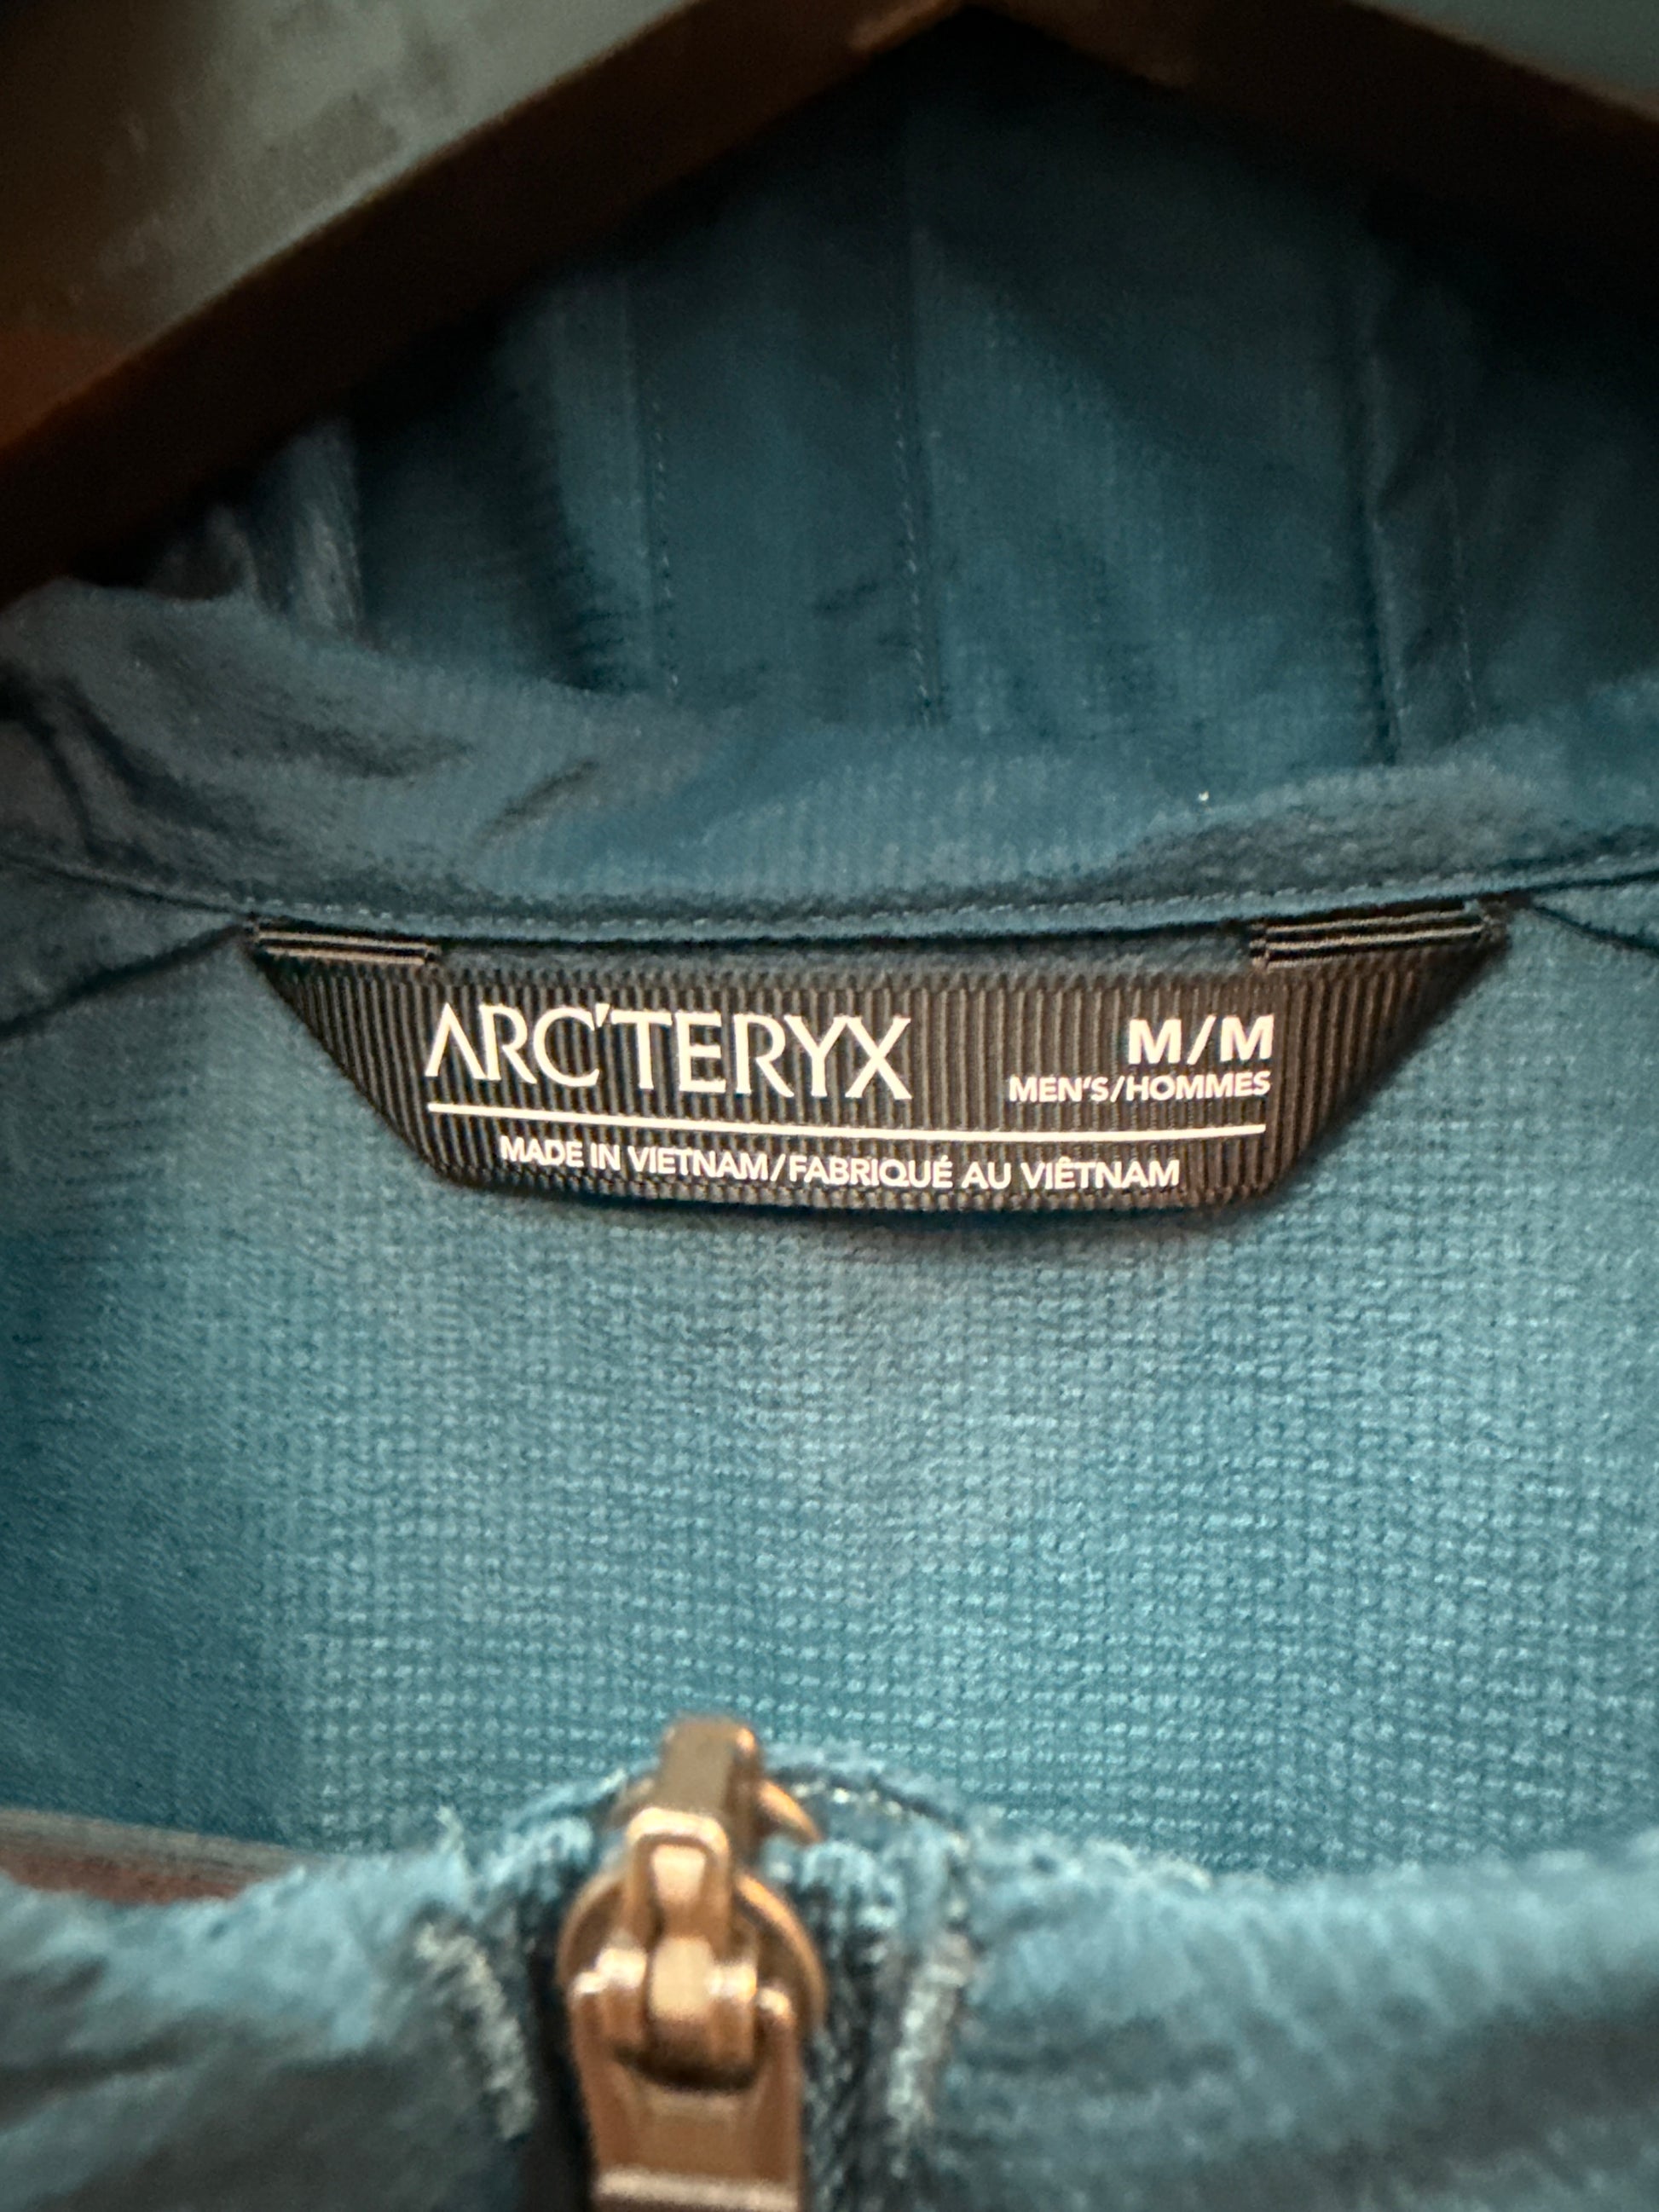 ARC'TERYX
M/M
MEN'S/HOMMES
MADE IN VIETNAM/FABRIQUÉ AU VIÊTNAM